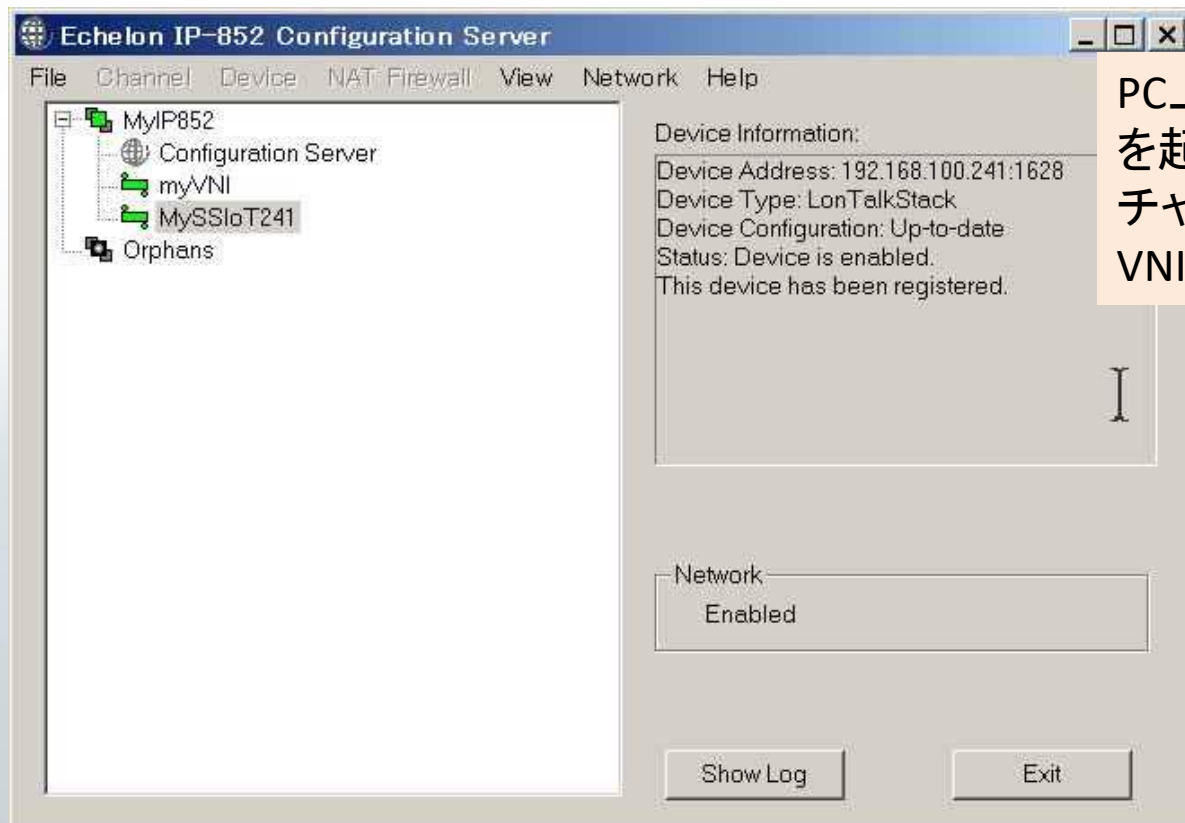 Echelon IP-852 Configuration Server
File Channel Device NAT Firewall View Network Help
MyIP852
Configuration Server
myVNI
MySSIoT241
Orphans
Device Information:
Device Address: 192.168.100.241:1628
Device Type: LonTalkStack
Device Configuration: Up-to-date
Status: Device is enabled.
This device has been registered.
Network
Enabled
Show Log
Exit
PC
を起
チャ
VNI